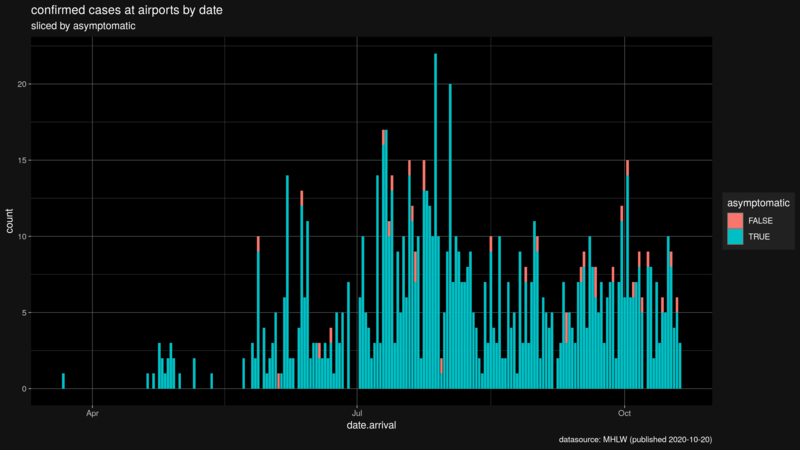 confirmed cases at airports by date
sliced by asymptomatic
count
20
15
10
5
0
Apr
Jul
Oct
date.arrival
asymptomatic
FALSE
TRUE
datasource: MHLW (published 2020-10-20)